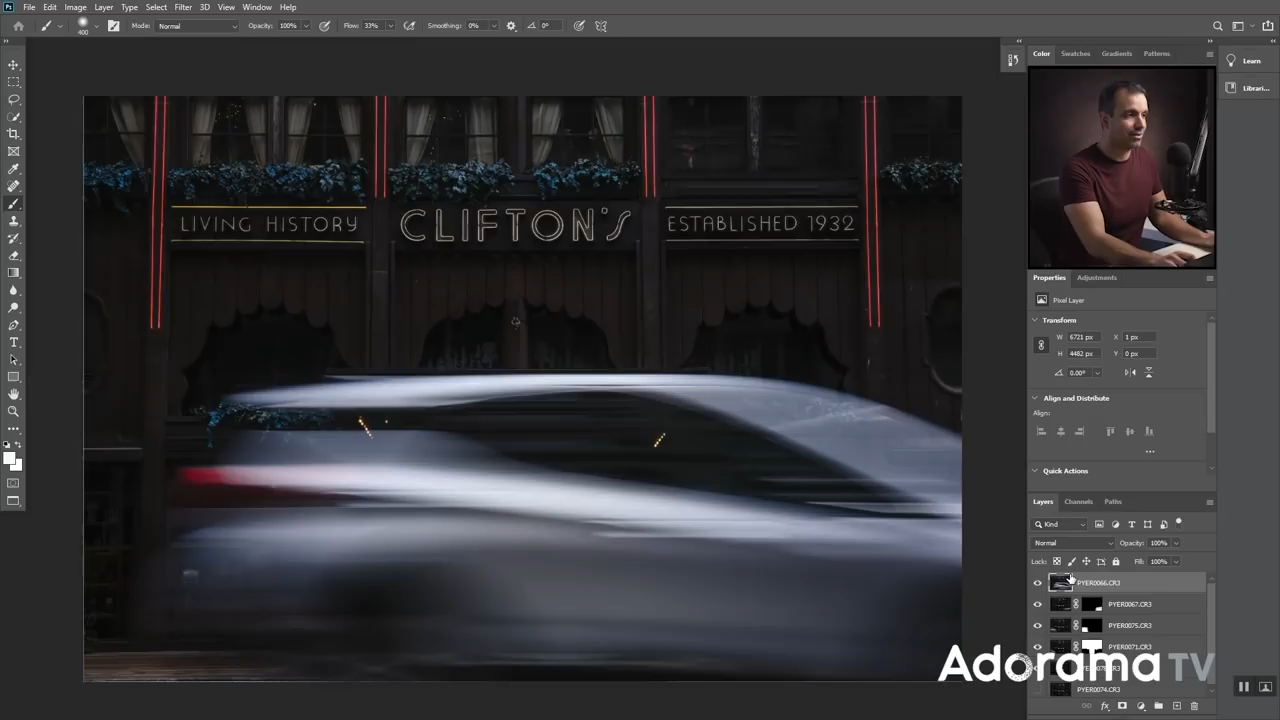 File Edit Image Layer Type Select Filter 3D View Window Help
400 Mode: Normal Opacity: 100% Flow: 33% Smoothing: 0% 0°
Color Swatches Gradients Patterns
Learn
Librari...
LIVING HISTORY CLIFTON'S ESTABLISHED 1932
Properties Adjustments
Pixel Layer
Transform
W 6721 px X 1 px
H 4482 px Y 0 px
0.00°
Align and Distribute
Align:
Quick Actions
Layers Channels Paths
Kind
Normal Opacity: 100%
Lock: Fill: 100%
PYER0066.CR3
PYER0067.CR3
PYER0075.CR3
PYER0071.CR3
Adorama TV
PYER0074.CR3